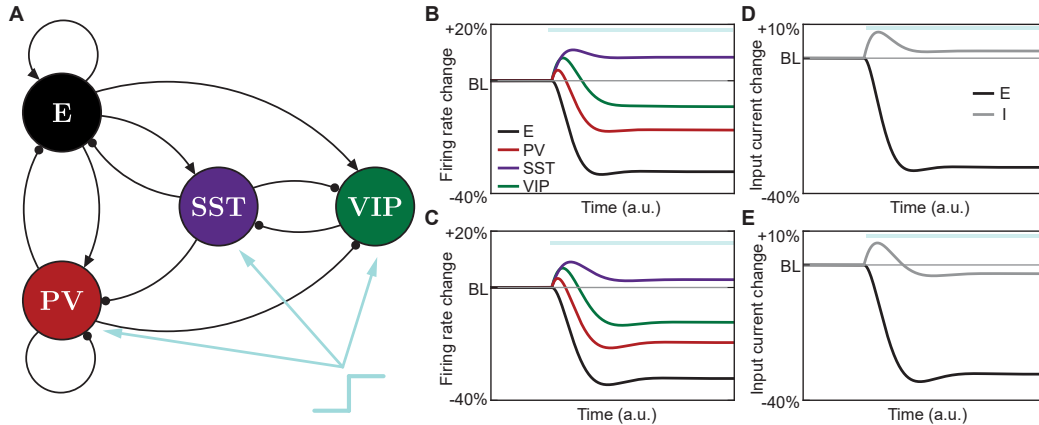 A
E
SST
VIP
PV
B
+20%
BL
-40%
Firing rate change
E
PV
SST
VIP
Time (a.u.)
C
+20%
BL
-40%
Firing rate change
Time (a.u.)
D
+10%
BL
-40%
Input current change
E
I
Time (a.u.)
E
+10%
BL
-40%
Input current change
Time (a.u.)